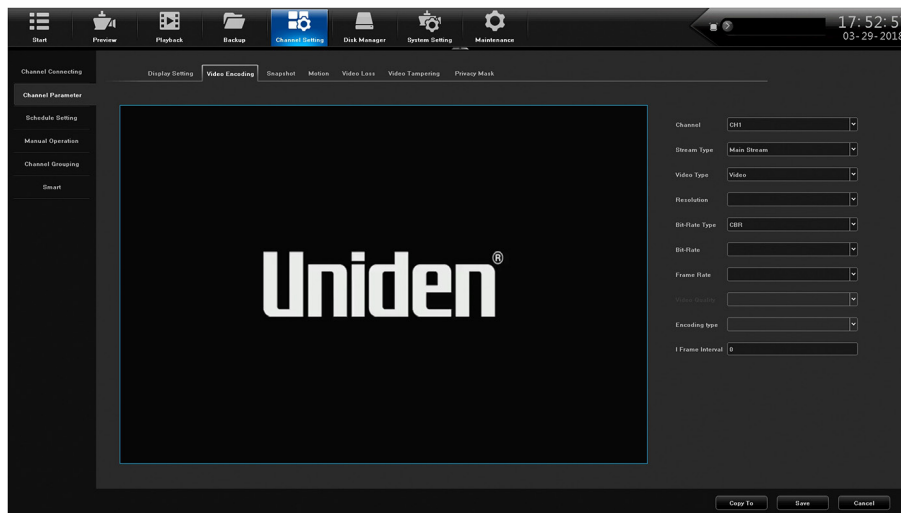 Start Preview Playback Backup Channel Setting Disk Manager System Setting Maintenance
17:52:5
03-29-2018
Channel Connecting
Channel Parameter
Schedule Setting
Manual Operation
Channel Grouping
Smart
Display Setting Video Encoding Snapshot Motion Video Loss Video Tampering Privacy Mask
Uniden®
Channel CH1
Stream Type Main Stream
Video Type Video
Resolution
Bit-Rate Type CBR
Bit-Rate
Frame Rate
Encoding type
I Frame Interval 0
Copy To Save Cancel